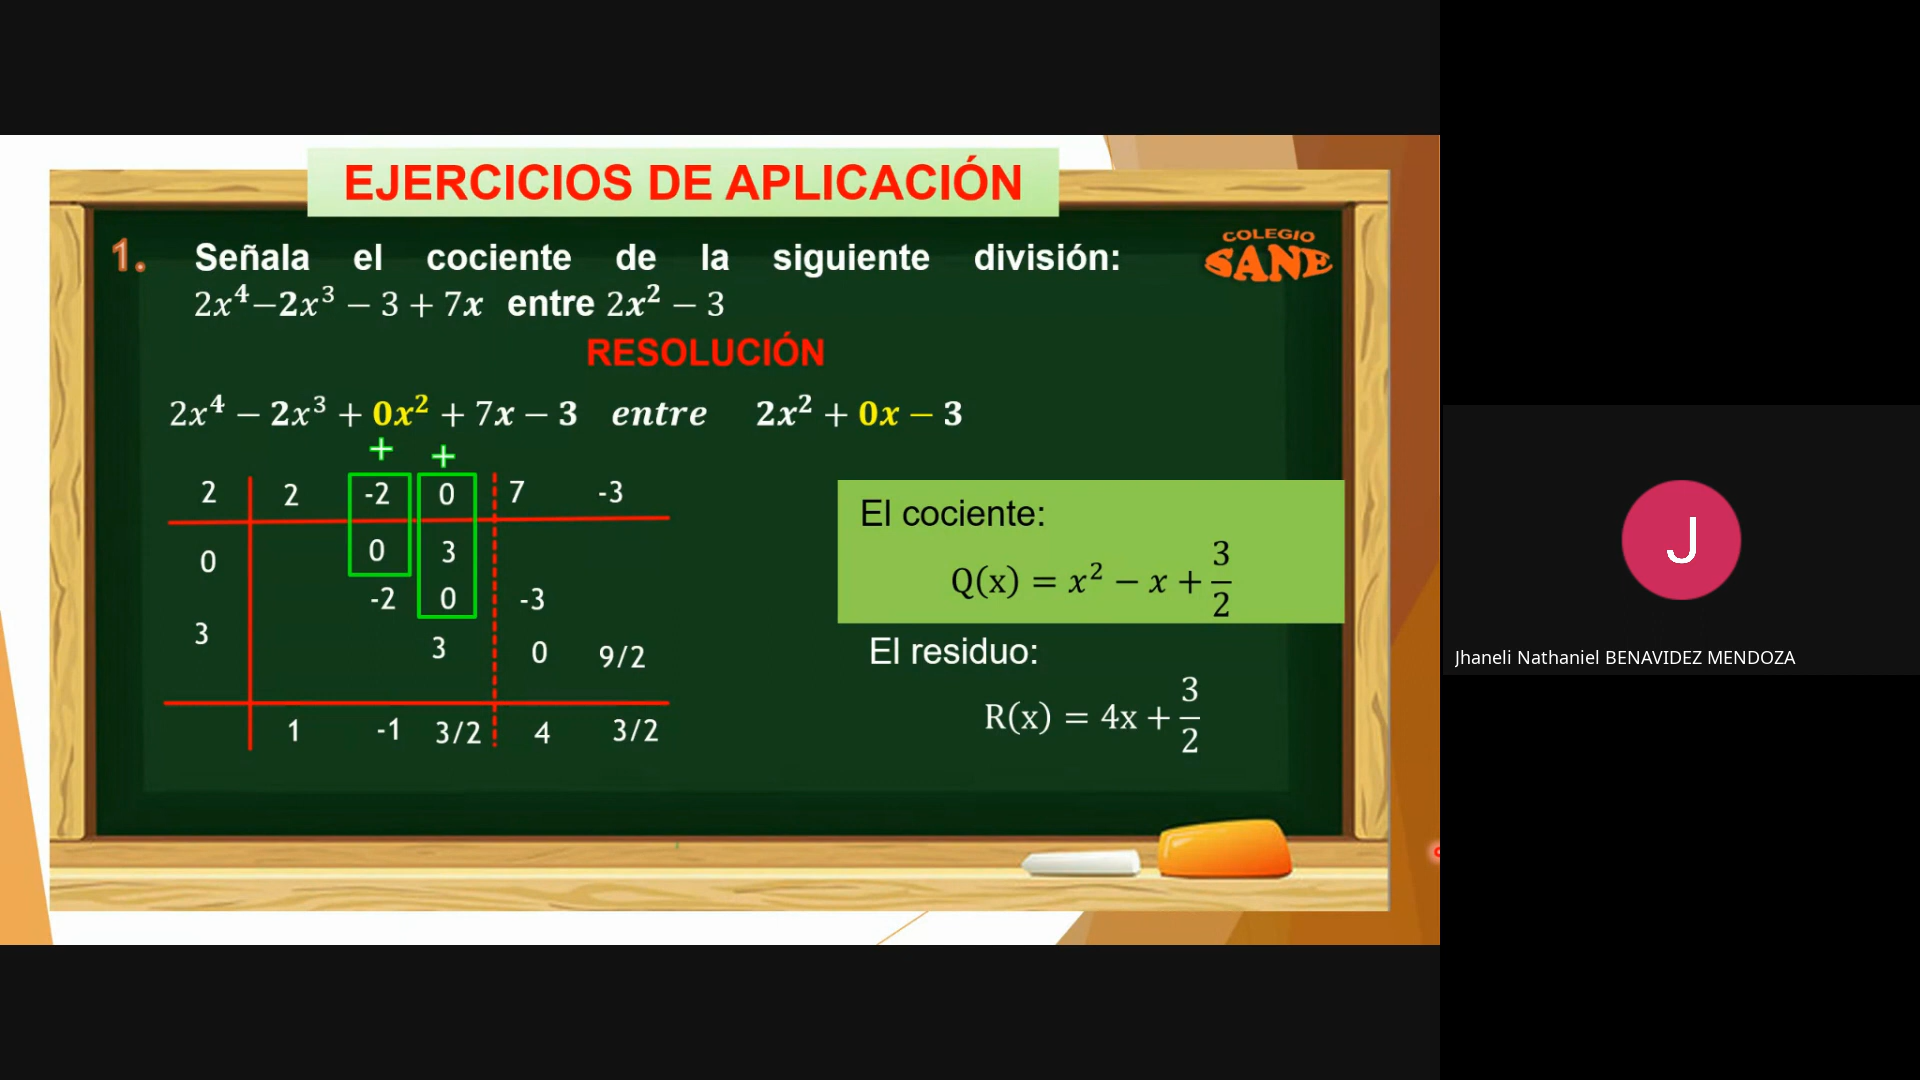 EJERCICIOS DE APLICACIÓN
COLEGIO
SANE
1. Señala el cociente de la siguiente división:
2x⁴−2x³ − 3 + 7x entre 2x² − 3
RESOLUCIÓN
2x⁴ − 2x³ + 0x² + 7x − 3 entre 2x² + 0x − 3
+ +
2 2 -2 0 7 -3
0 0 3
-2 0 -3
3 3 0 9/2
1 -1 3/2 4 3/2
El cociente:
Q(x) = x² − x + 3/2
El residuo:
R(x) = 4x + 3/2
J
Jhaneli Nathaniel BENAVIDEZ MENDOZA